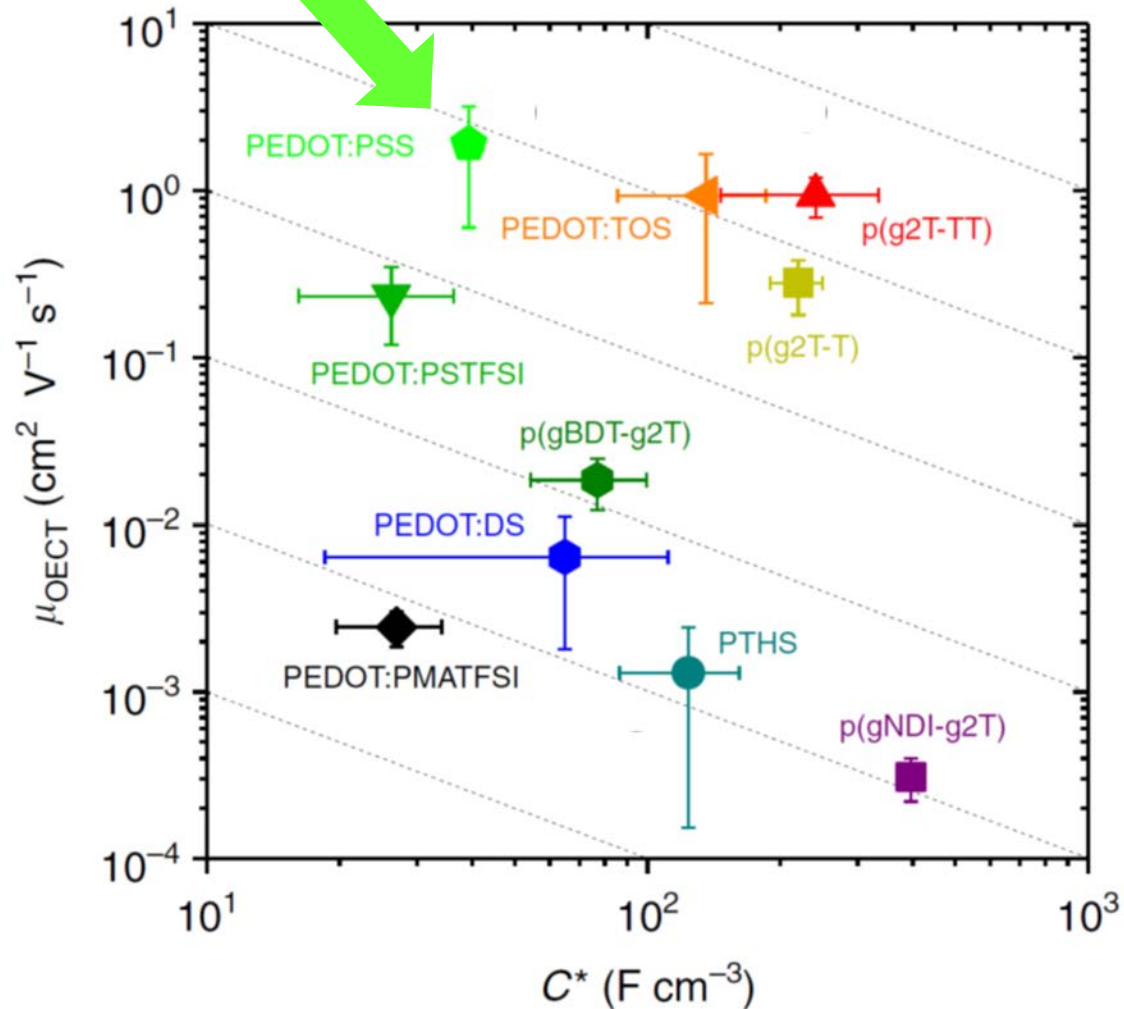 10¹
PEDOT:PSS
10⁰
PEDOT:TOS
p(g2T-TT)
p(g2T-T)
10⁻¹
PEDOT:PSTFSI
p(gBDT-g2T)
10⁻²
PEDOT:DS
PTHS
PEDOT:PMATFSI
10⁻³
p(gNDI-g2T)
10⁻⁴
10¹ 10² 10³
C* (F cm⁻³)
μOECT (cm² V⁻¹ s⁻¹)